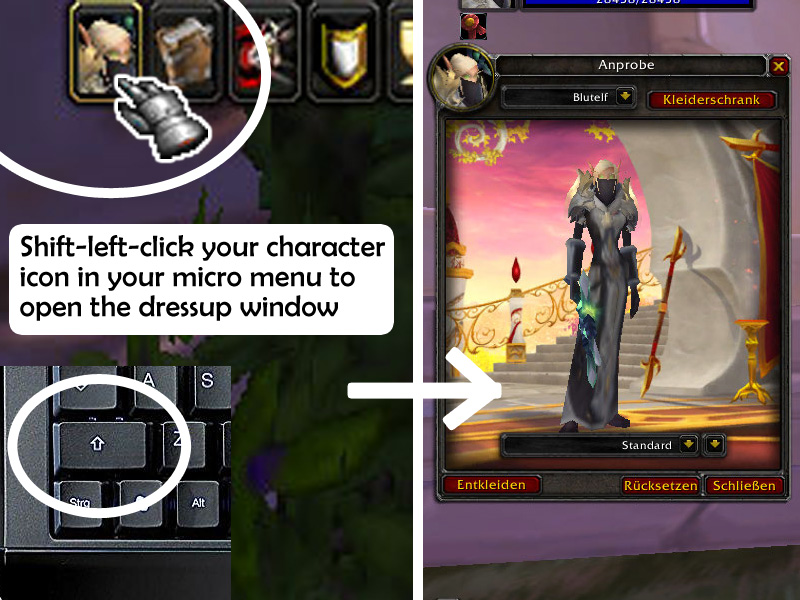 Shift-left-click your character
icon in your micro menu to
open the dressup window
A
S
Strg
Alt
Anprobe
Blutelf
Kleiderschrank
Standard
Entkleiden
Rücksetzen
Schließen